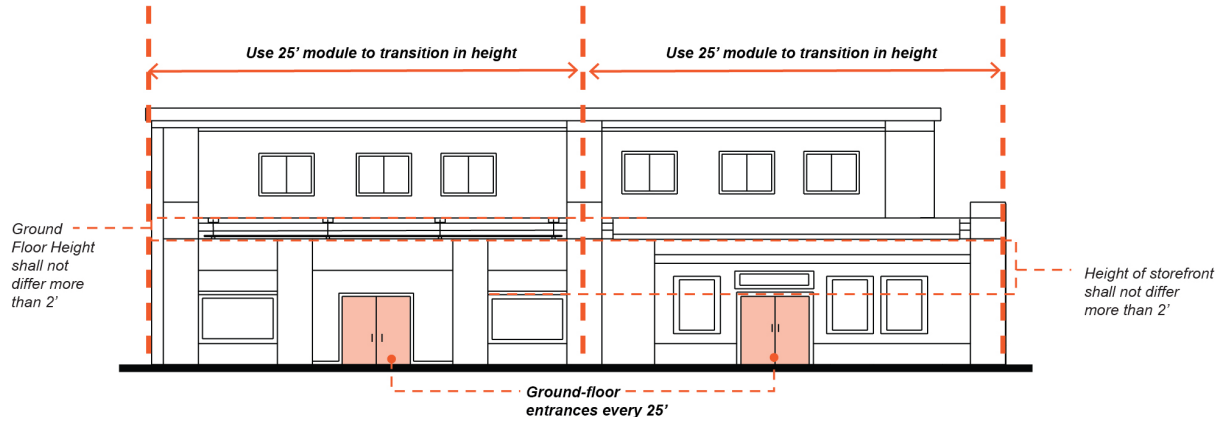 Use 25’ module to transition in height
Use 25’ module to transition in height
Ground
Floor Height
shall not
differ more
than 2’
Height of storefront
shall not differ
more than 2’
Ground-floor
entrances every 25’